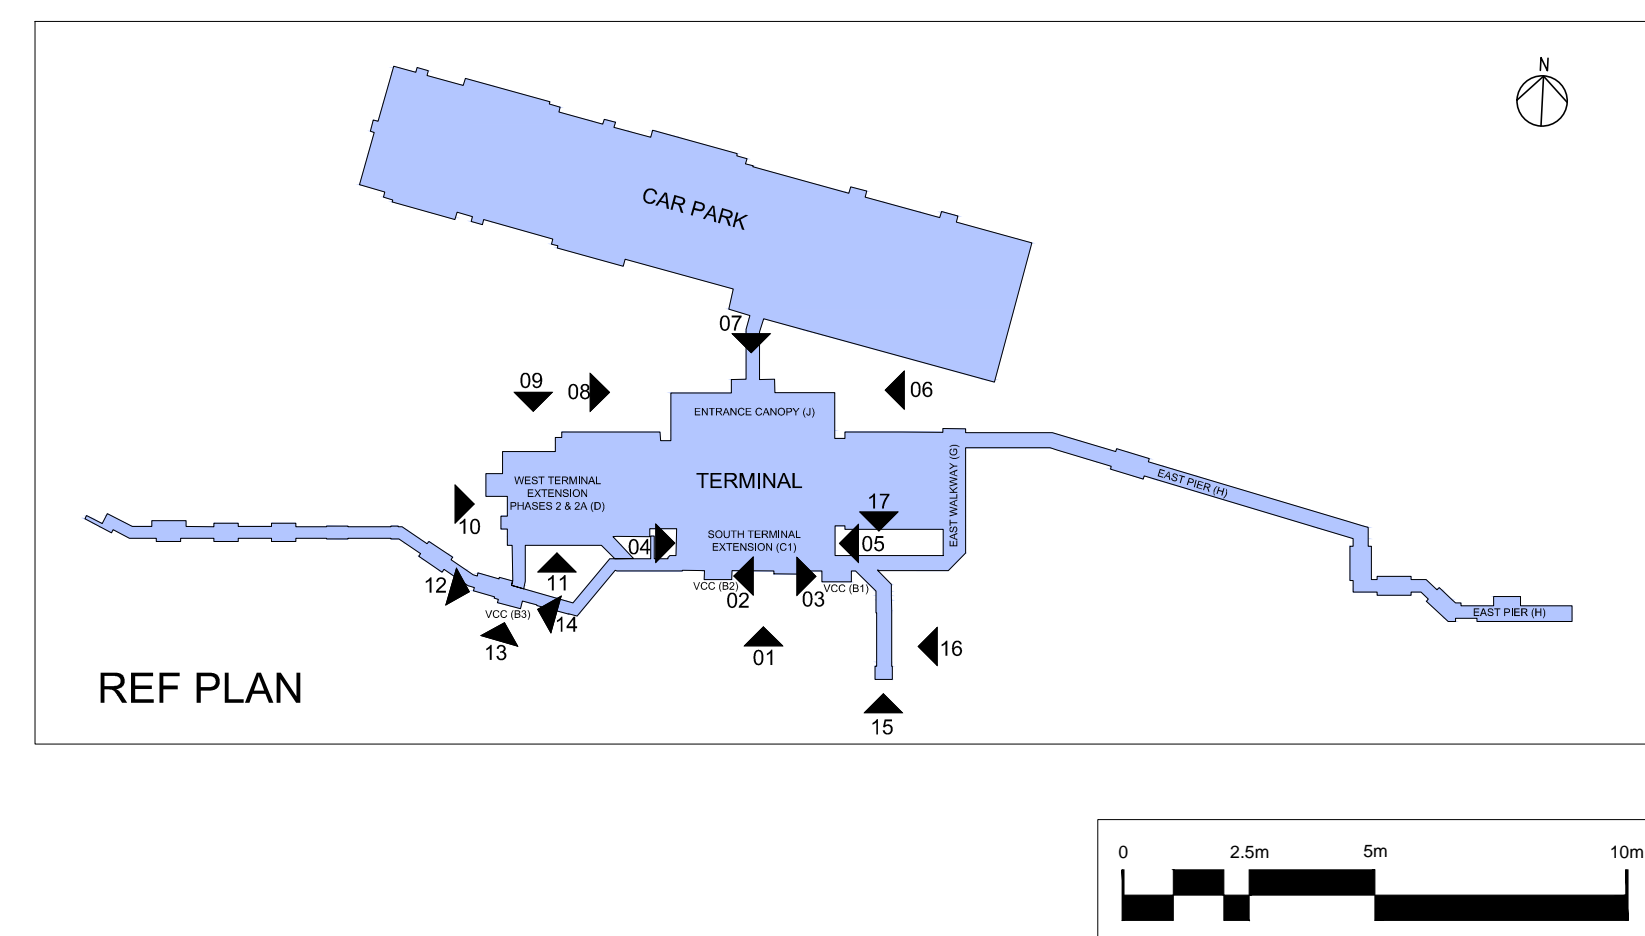 N
CAR PARK
07
09
08
06
ENTRANCE CANOPY (J)
TERMINAL
WEST TERMINAL
EXTENSION
PHASES 2 & 2A (D)
EAST WALKWAY (G)
EAST PIER (H)
10
17
04
SOUTH TERMINAL
EXTENSION (C1)
05
12
11
VCC (B2)
VCC (B1)
02
03
VCC (B3)
14
EAST PIER (H)
13
01
16
REF PLAN
15
0
2.5m
5m
10m